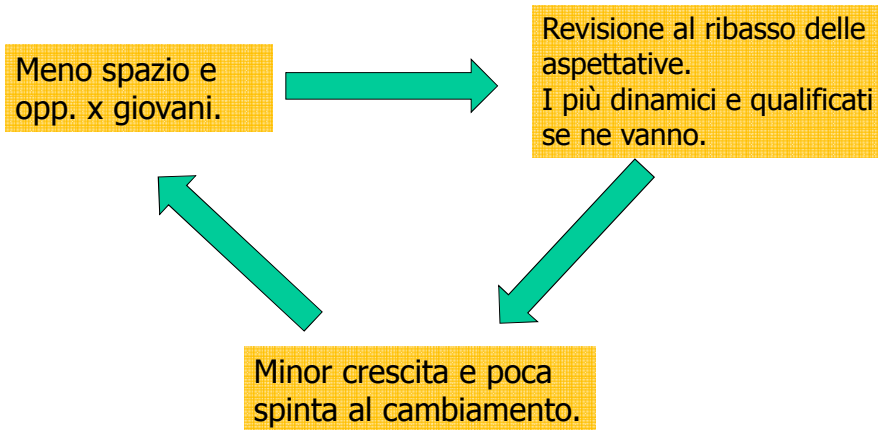 Meno spazio e
opp. x giovani.
Revisione al ribasso delle
aspettative.
I più dinamici e qualificati
se ne vanno.
Minor crescita e poca
spinta al cambiamento.